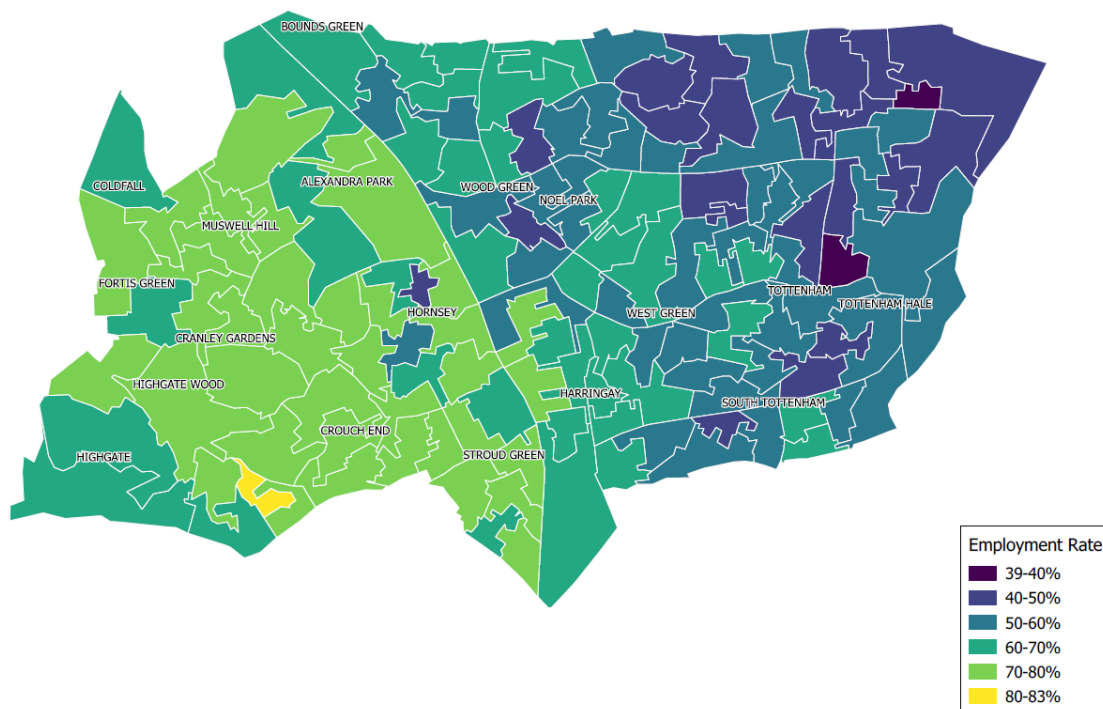 BOUNDS GREEN
COLDFALL
ALEXANDRA PARK
WOOD GREEN
NOEL PARK
MUSWELL HILL
FORTIS GREEN
TOTTENHAM
TOTTENHAM HALE
HORNSEY
WEST GREEN
CRANLEY GARDENS
HIGHGATE WOOD
HARRINGAY
SOUTH TOTTENHAM
CROUCH END
HIGHGATE
STROUD GREEN
Employment Rate
39-40%
40-50%
50-60%
60-70%
70-80%
80-83%